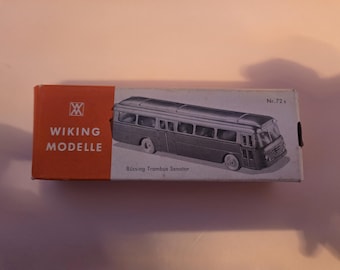 WIKING
MODELLE
Nr. 72 s
Büssing Trambus Senator